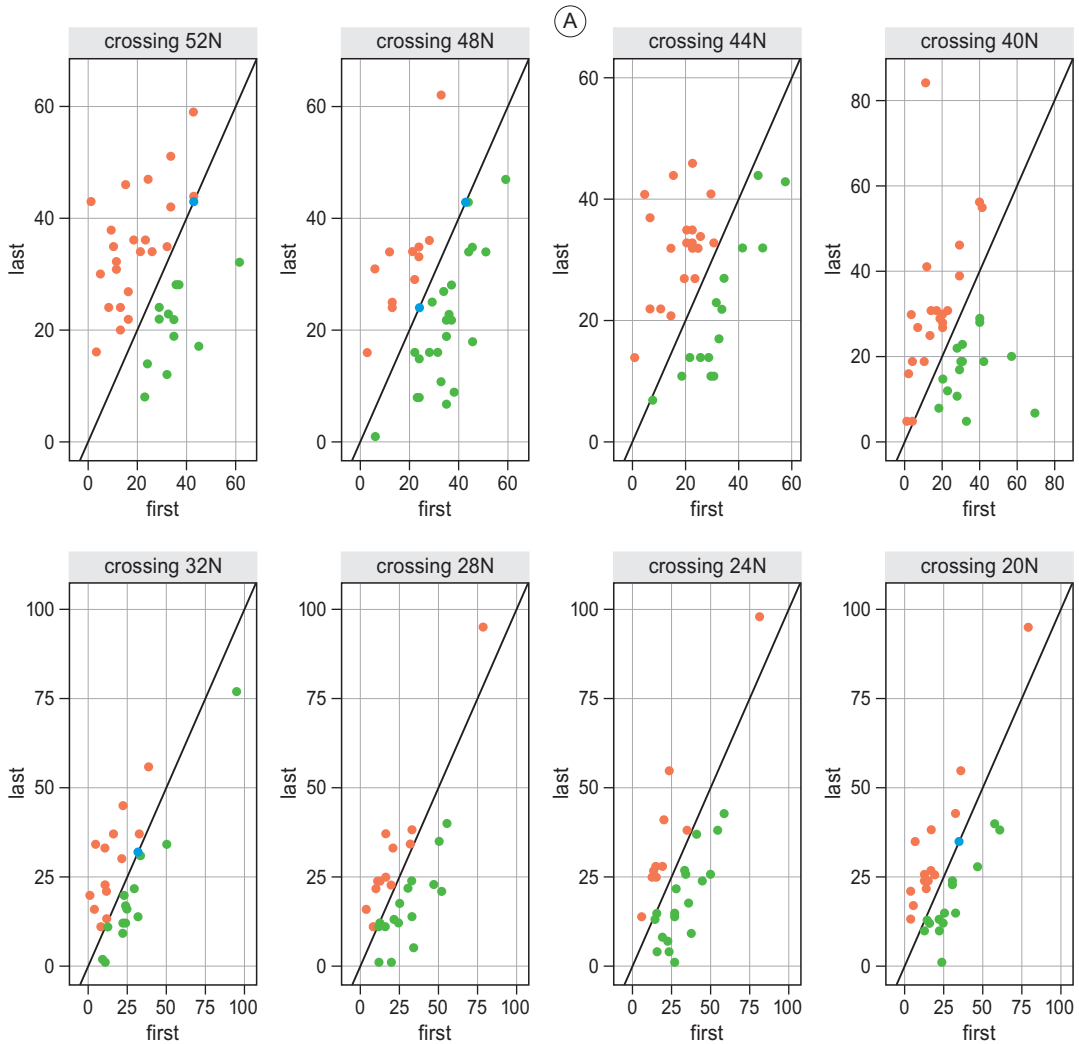 A
crossing 52N
crossing 48N
crossing 44N
crossing 40N
last
60
40
20
0
0 20 40 60
first
last
60
40
20
0
0 20 40 60
first
last
60
40
20
0
0 20 40 60
first
last
80
60
40
20
0
0 20 40 60 80
first
crossing 32N
crossing 28N
crossing 24N
crossing 20N
last
100
75
50
25
0
0 25 50 75 100
first
last
100
75
50
25
0
0 25 50 75 100
first
last
100
75
50
25
0
0 25 50 75 100
first
last
100
75
50
25
0
0 25 50 75 100
first